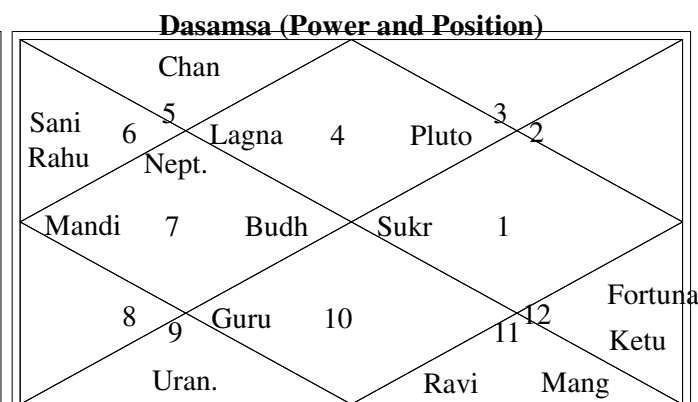 Dasamsa (Power and Position)
Chan
5
3
Sani
6
Lagna
4
Pluto
2
Rahu
Nept.
Mandi
7
Budh
Sukr
1
Fortuna
8
9
Guru
10
11
12
Ketu
Uran.
Ravi
Mang